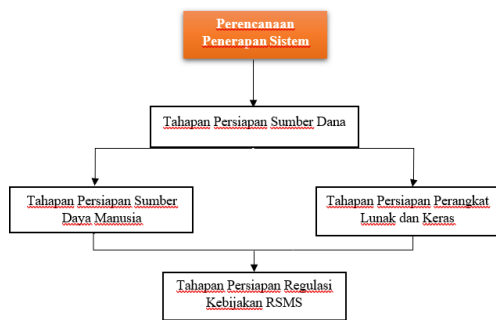 Perencanaan
Penerapan Sistem
Tahapan Persiapan Sumber Dana
Tahapan Persiapan Sumber
Daya Manusia
Tahapan Persiapan Perangkat
Lunak dan Keras
Tahapan Persiapan Regulasi
Kebijakan RSMS